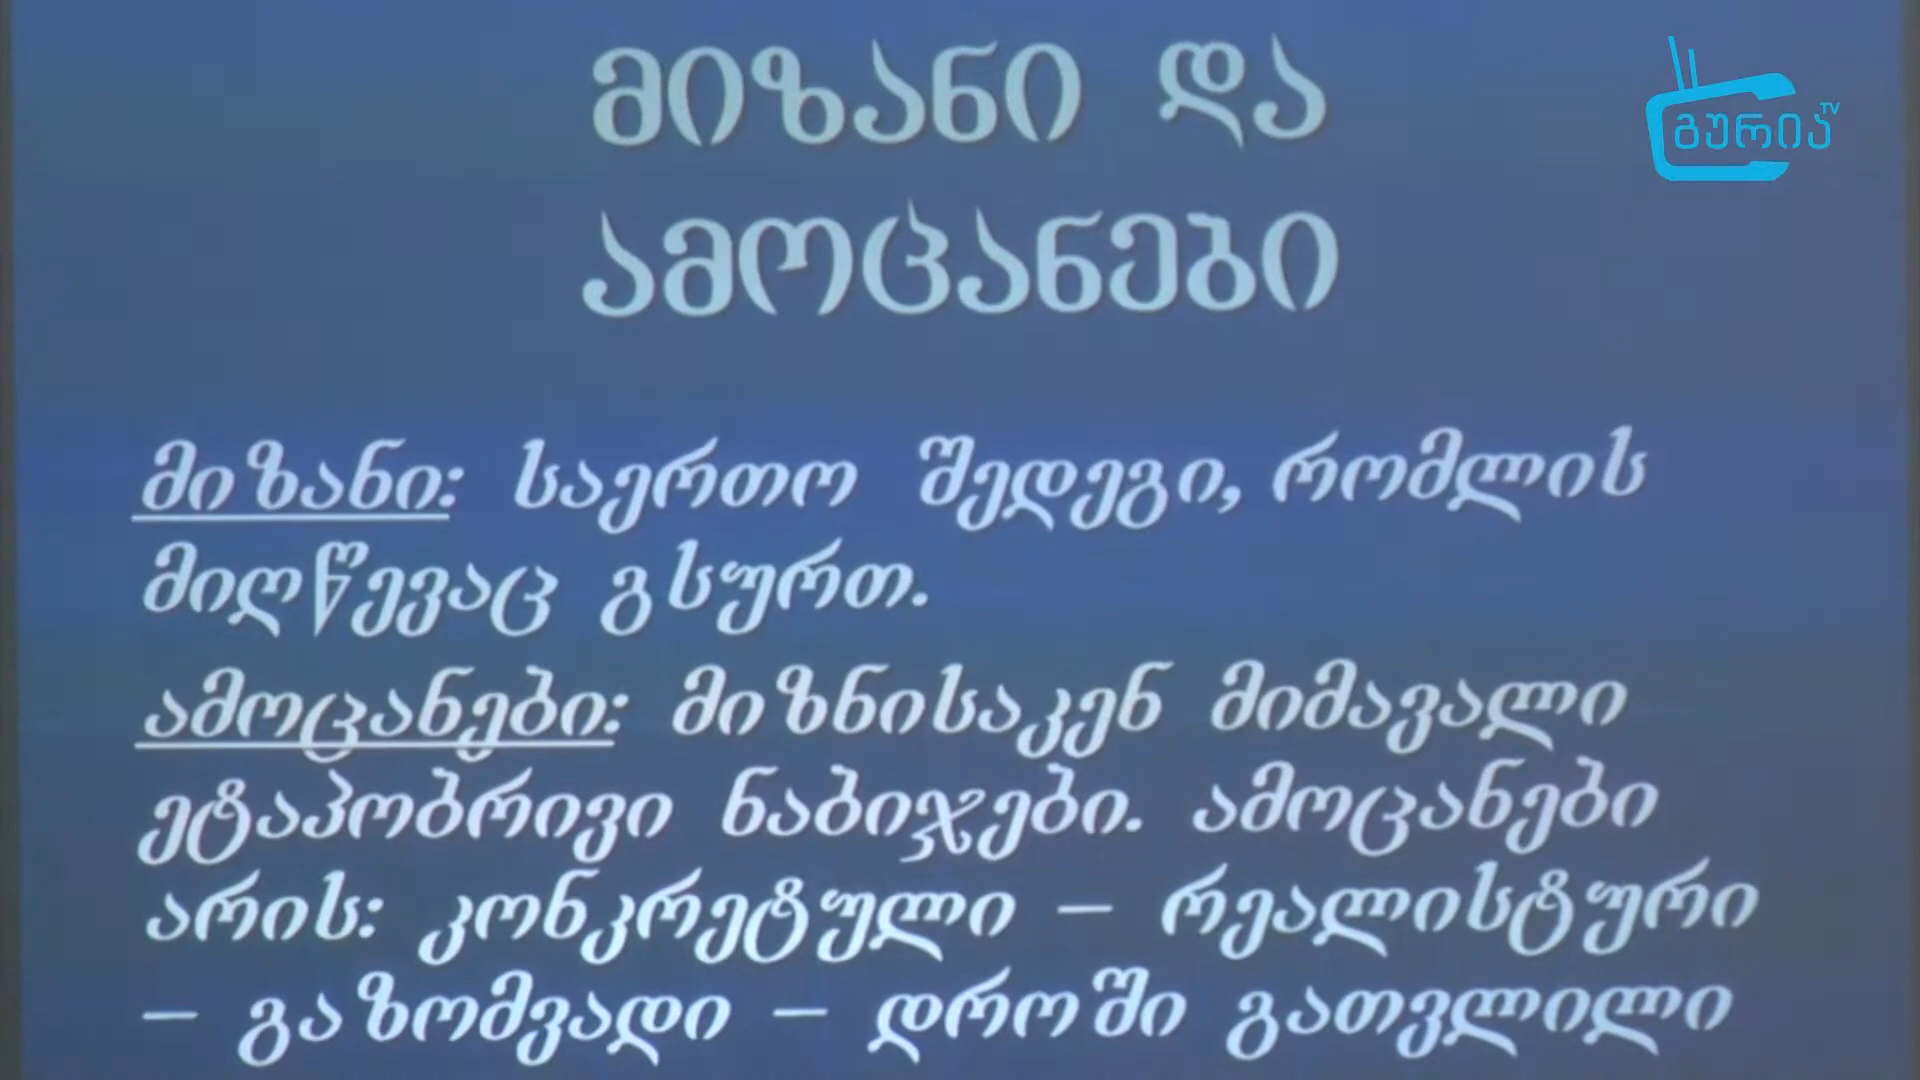 მიზანი და
ამოცანები
გურია TV
მიზანი: საერთო შედეგი, რომლის
მიღწევაც გსურთ.
ამოცანები: მიზნისაკენ მიმავალი
ეტაპობრივი ნაბიჯები. ამოცანები
არის: კონკრეტული – რეალისტური
– გაზომვადი – დროში გათვლილი